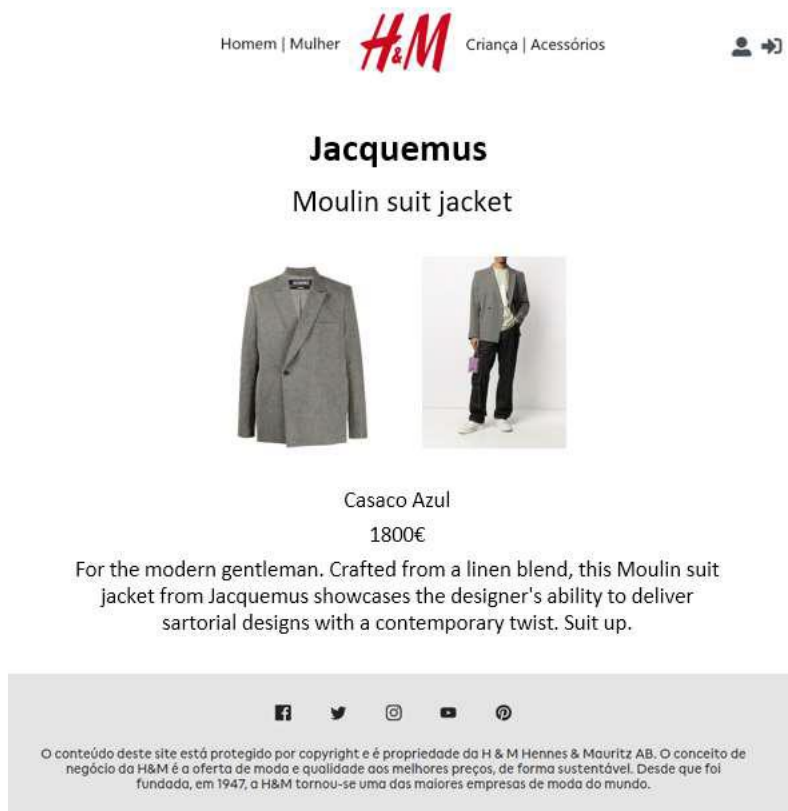 Homem | Mulher H&M Criança | Acessórios
Jacquemus
Moulin suit jacket
Casaco Azul
1800€
For the modern gentleman. Crafted from a linen blend, this Moulin suit
jacket from Jacquemus showcases the designer's ability to deliver
sartorial designs with a contemporary twist. Suit up.
O conteúdo deste site está protegido por copyright e é propriedade da H & M Hennes & Mauritz AB. O conceito de
negócio da H&M é a oferta de moda e qualidade aos melhores preços, de forma sustentável. Desde que foi
fundada, em 1947, a H&M tornou-se uma das maiores empresas de moda do mundo.